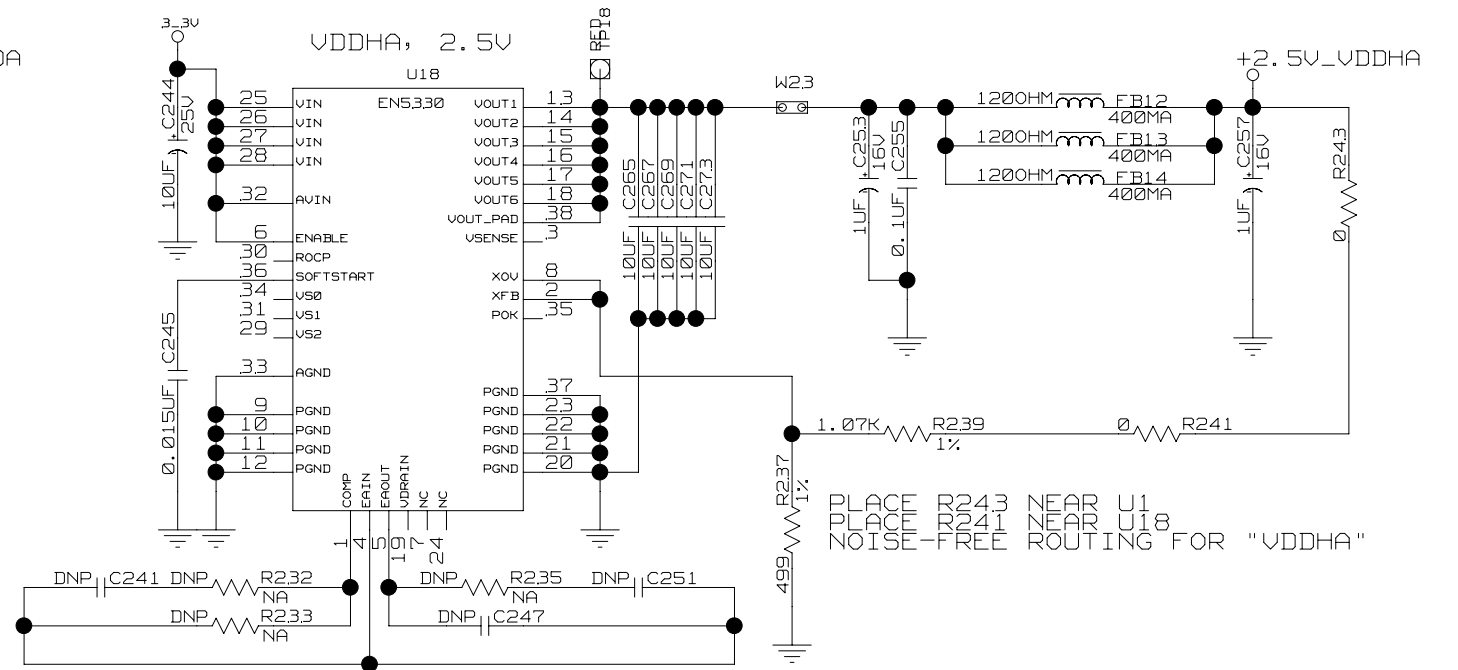 DA
3_3V
C244
25V
10UF
VDDHA, 2.5V
U18
EN5330
RED
TP18
25 VIN
26 VIN
27 VIN
28 VIN
32 AVIN
6 ENABLE
30 ROCP
36 SOFTSTART
34 VS0
31 VS1
29 VS2
33 AGND
9 PGND
10 PGND
11 PGND
12 PGND
VOUT1 13
VOUT2 14
VOUT3 15
VOUT4 16
VOUT5 17
VOUT6 18
VOUT_PAD 38
VSENSE 3
XOV 8
XFB 2
POK 35
PGND 37
PGND 23
PGND 22
PGND 21
PGND 20
COMP 1
EAIN 4
EAOUT 5
VDRAIN 19
NC 7
NC 24
C245
0.015UF
C265 10UF
C267 10UF
C269 10UF
C271 10UF
C273 10UF
W23
C253
16V
1UF
C255
0.1UF
120OHM FB12
400MA
120OHM FB13
400MA
120OHM FB14
400MA
+2.5V_VDDHA
C257
16V
1UF
R243
0
1.07K R239
1%
0 R241
R237
1%
499
PLACE R243 NEAR U1
PLACE R241 NEAR U18
NOISE-FREE ROUTING FOR "VDDHA"
DNP C241 DNP R232
NA
DNP R233
NA
DNP R235 DNP C251
NA
DNP C247